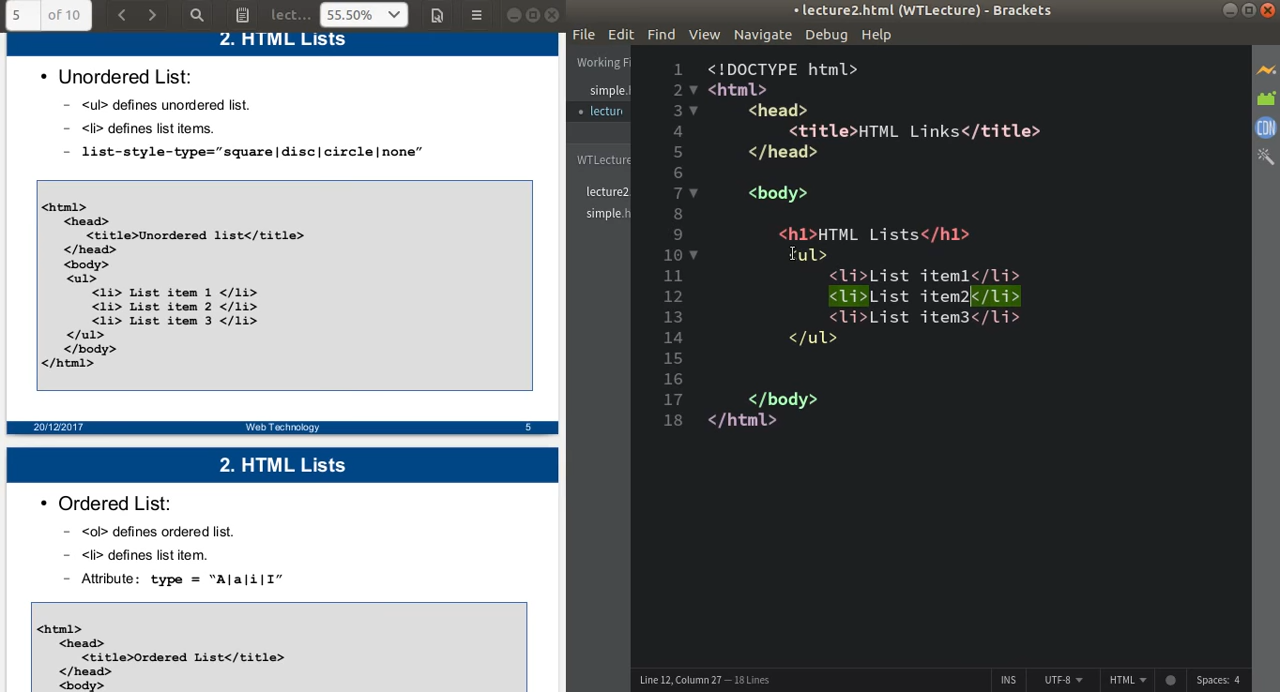 5 of 10 lect... 55.50%
2. HTML Lists
• Unordered List:
– <ul> defines unordered list.
– <li> defines list items.
– list-style-type=”square|disc|circle|none”
<html>
<head>
<title>Unordered list</title>
</head>
<body>
<ul>
<li> List item 1 </li>
<li> List item 2 </li>
<li> List item 3 </li>
</ul>
</body>
</html>
20/12/2017 Web Technology 5
2. HTML Lists
• Ordered List:
– <ol> defines ordered list.
– <li> defines list item.
– Attribute: type = “A|a|i|I”
<html>
<head>
<title>Ordered List</title>
</head>
<body>
• lecture2.html (WTLecture) - Brackets
File Edit Find View Navigate Debug Help
Working Fi
simple.
• lecture
WTLecture
lecture2.
simple.h
1 <!DOCTYPE html>
2 <html>
3 <head>
4 <title>HTML Links</title>
5 </head>
6
7 <body>
8
9 <h1>HTML Lists</h1>
10 <ul>
11 <li>List item1</li>
12 <li>List item2</li>
13 <li>List item3</li>
14 </ul>
15
16
17 </body>
18 </html>
CDN
Line 12, Column 27 — 18 Lines INS UTF-8 HTML Spaces: 4